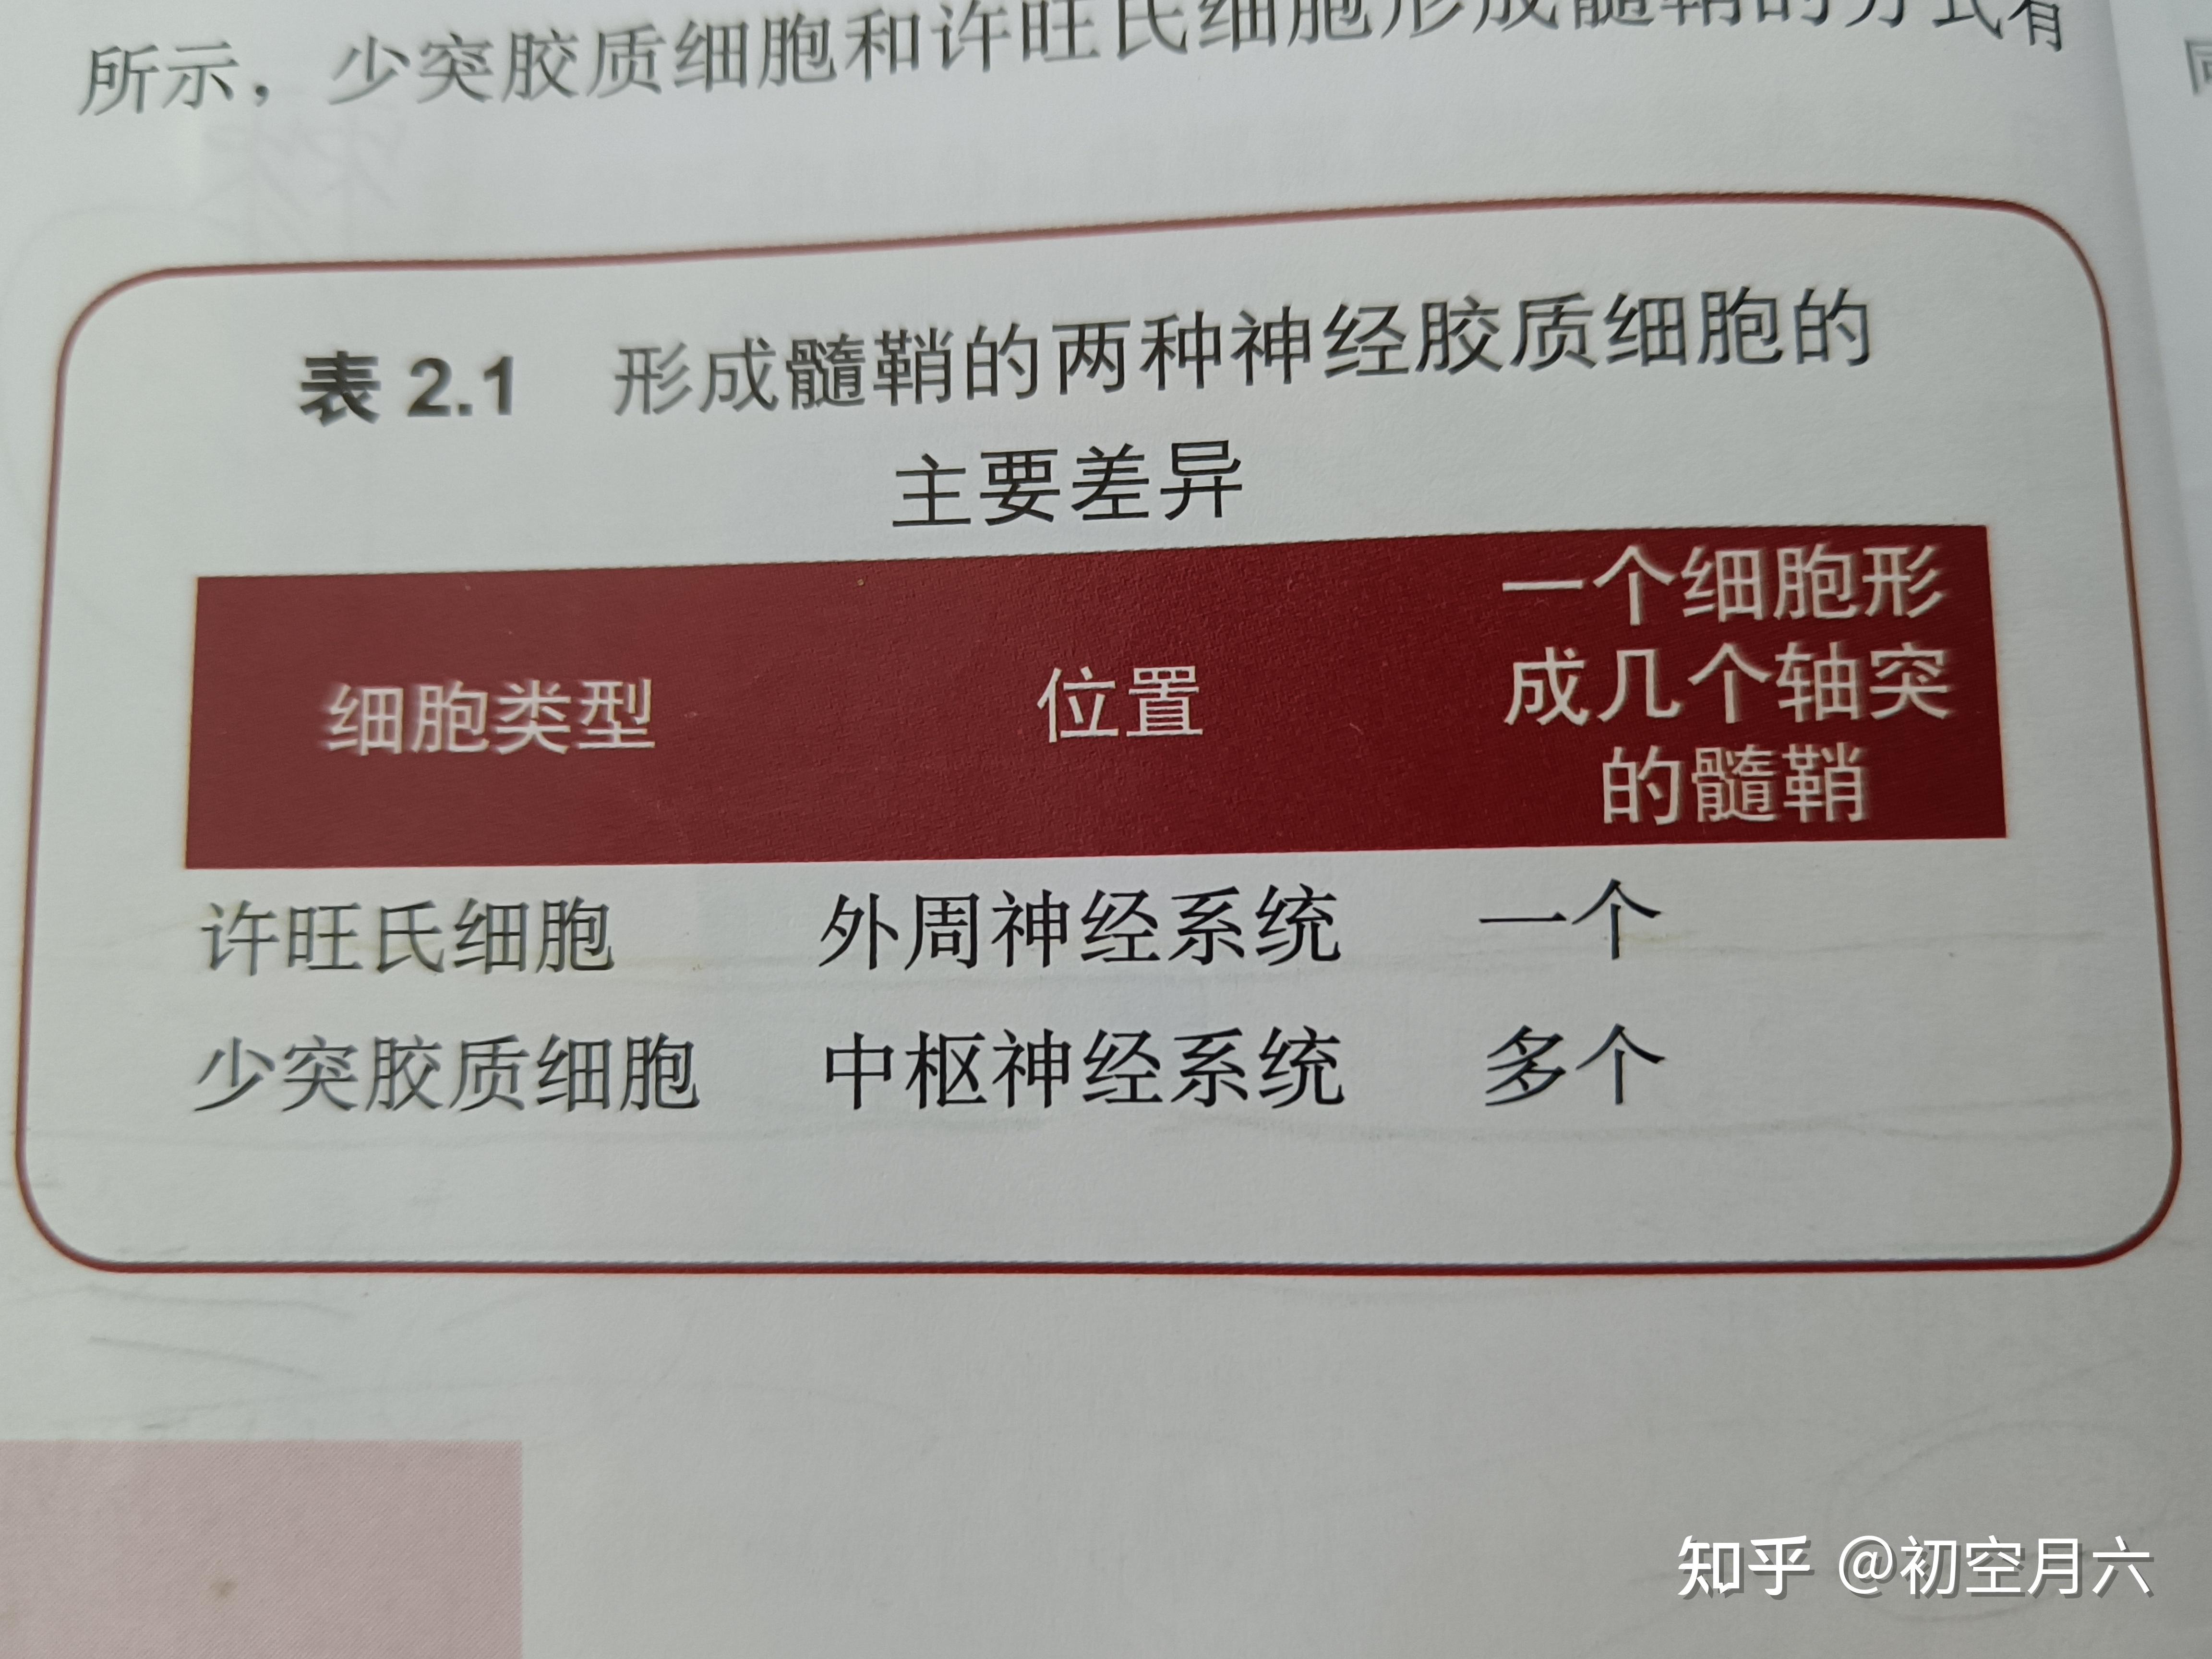 所示，少突胶质细胞和许旺氏细胞形成髓鞘的方式有
表 2.1 形成髓鞘的两种神经胶质细胞的
主要差异
细胞类型 位置 一个细胞形
成几个轴突
的髓鞘
许旺氏细胞 外周神经系统 一个
少突胶质细胞 中枢神经系统 多个
知乎 @初空月六